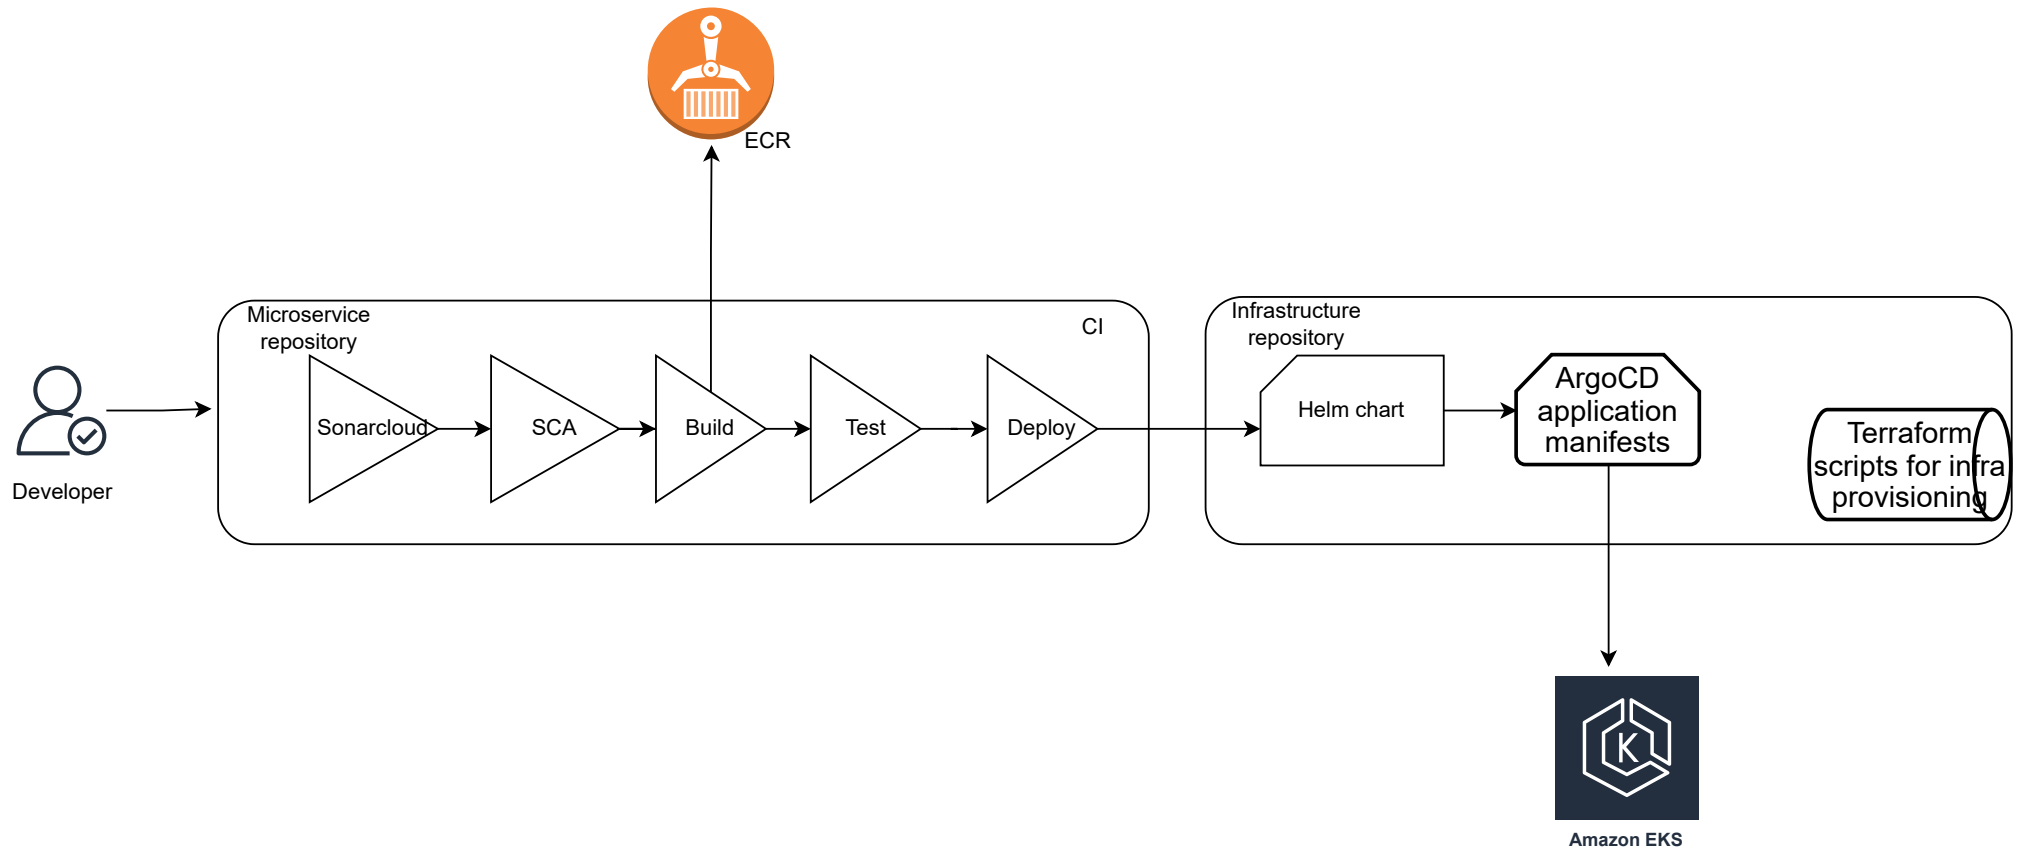 ECR
Microservice
repository
CI
Sonarcloud
SCA
Build
Test
Deploy
Developer
Infrastructure
repository
Helm chart
ArgoCD
application
manifests
Terraform
scripts for infra
provisioning
K
Amazon EKS